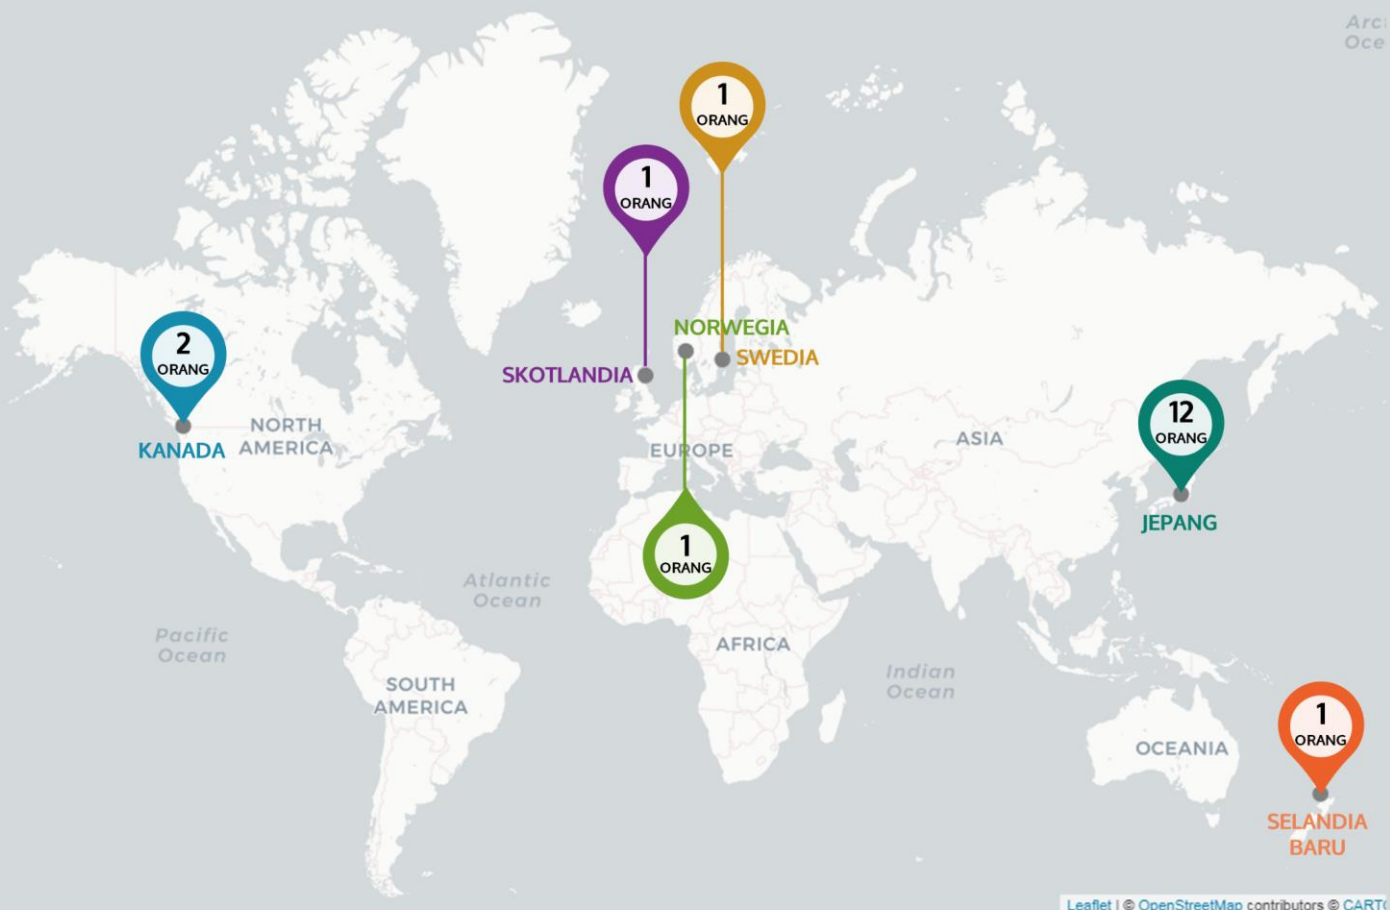 Arc
Oce
1
ORANG
1
ORANG
NORWEGIA
SWEDIA
SKOTLANDIA
2
ORANG
KANADA
NORTH
AMERICA
EUROPE
ASIA
12
ORANG
JEPANG
1
ORANG
Atlantic
Ocean
Pacific
Ocean
AFRICA
SOUTH
AMERICA
Indian
Ocean
OCEANIA
1
ORANG
SELANDIA
BARU
Leaflet | © OpenStreetMap contributors © CARTO